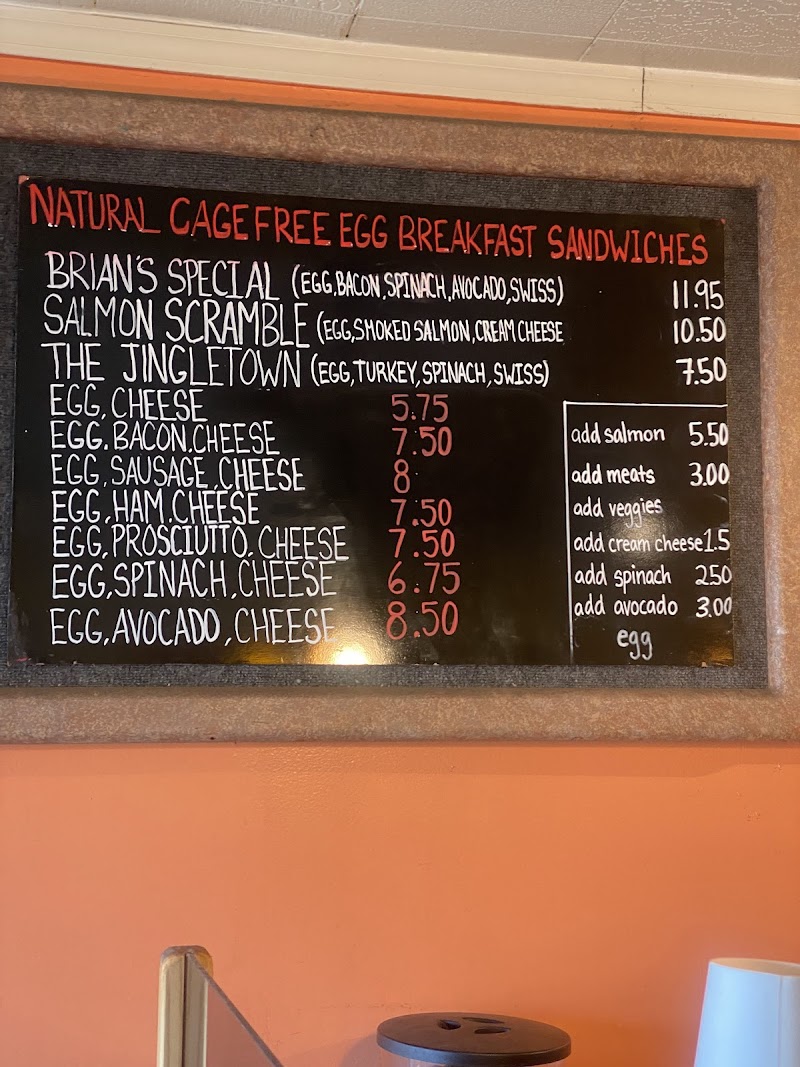 NATURAL CAGE FREE EGG BREAKFAST SANDWICHES
BRIAN'S SPECIAL (EGG, BACON, SPINACH, AVOCADO, SWISS) 11.95
SALMON SCRAMBLE (EGG, SMOKED SALMON, CREAM CHEESE 10.50
THE JINGLETOWN (EGG, TURKEY, SPINACH, SWISS) 7.50
EGG, CHEESE 5.75
EGG. BACON. CHEESE 7.50
EGG, SAUSAGE, CHEESE 8
EGG, HAM. CHEESE 7.50
EGG, PROSCIUTTO. CHEESE 7.50
EGG, SPINACH, CHEESE 6.75
EGG, AVOCADO, CHEESE 8.50
add salmon 5.50
add meats 3.00
add veggies
add cream cheese 1.5
add spinach 250
add avocado 3.00
egg